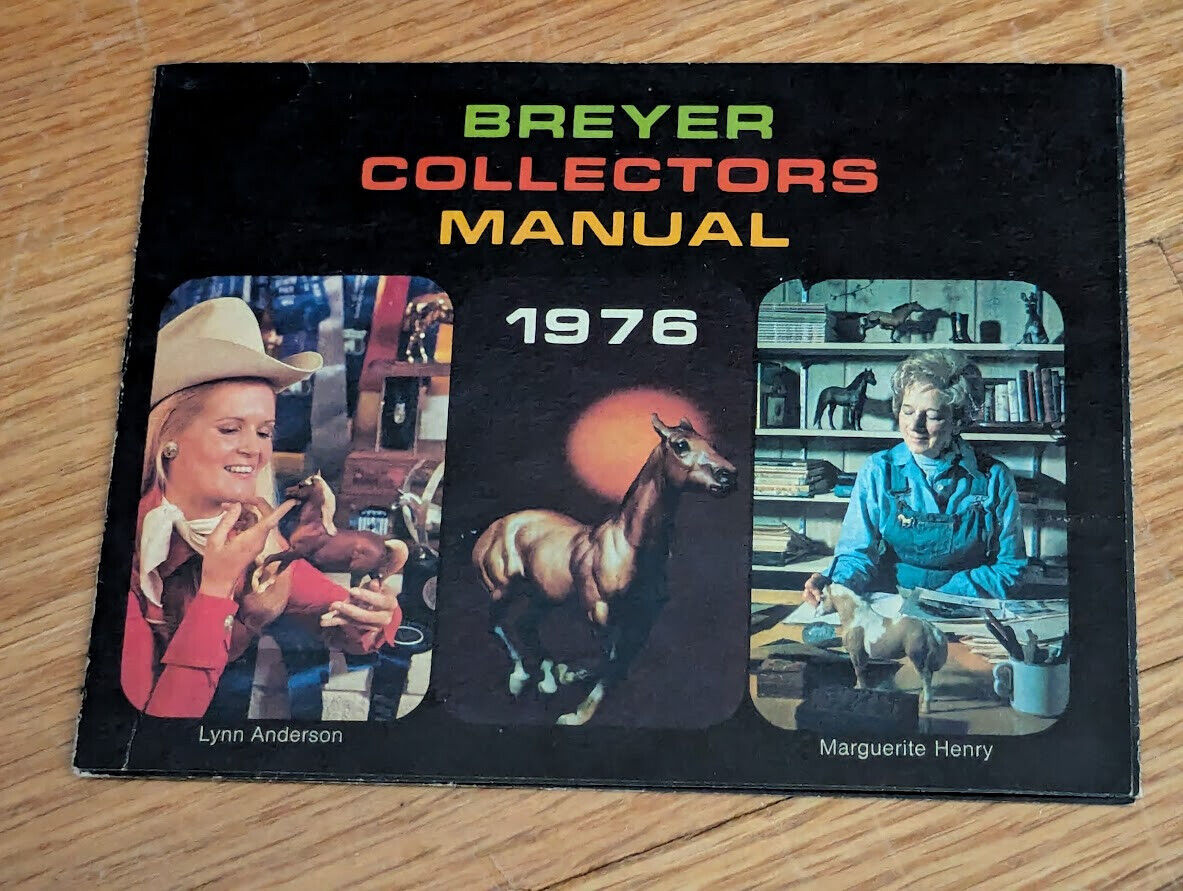 BREYER
COLLECTORS
MANUAL
1976
Lynn Anderson
Marguerite Henry